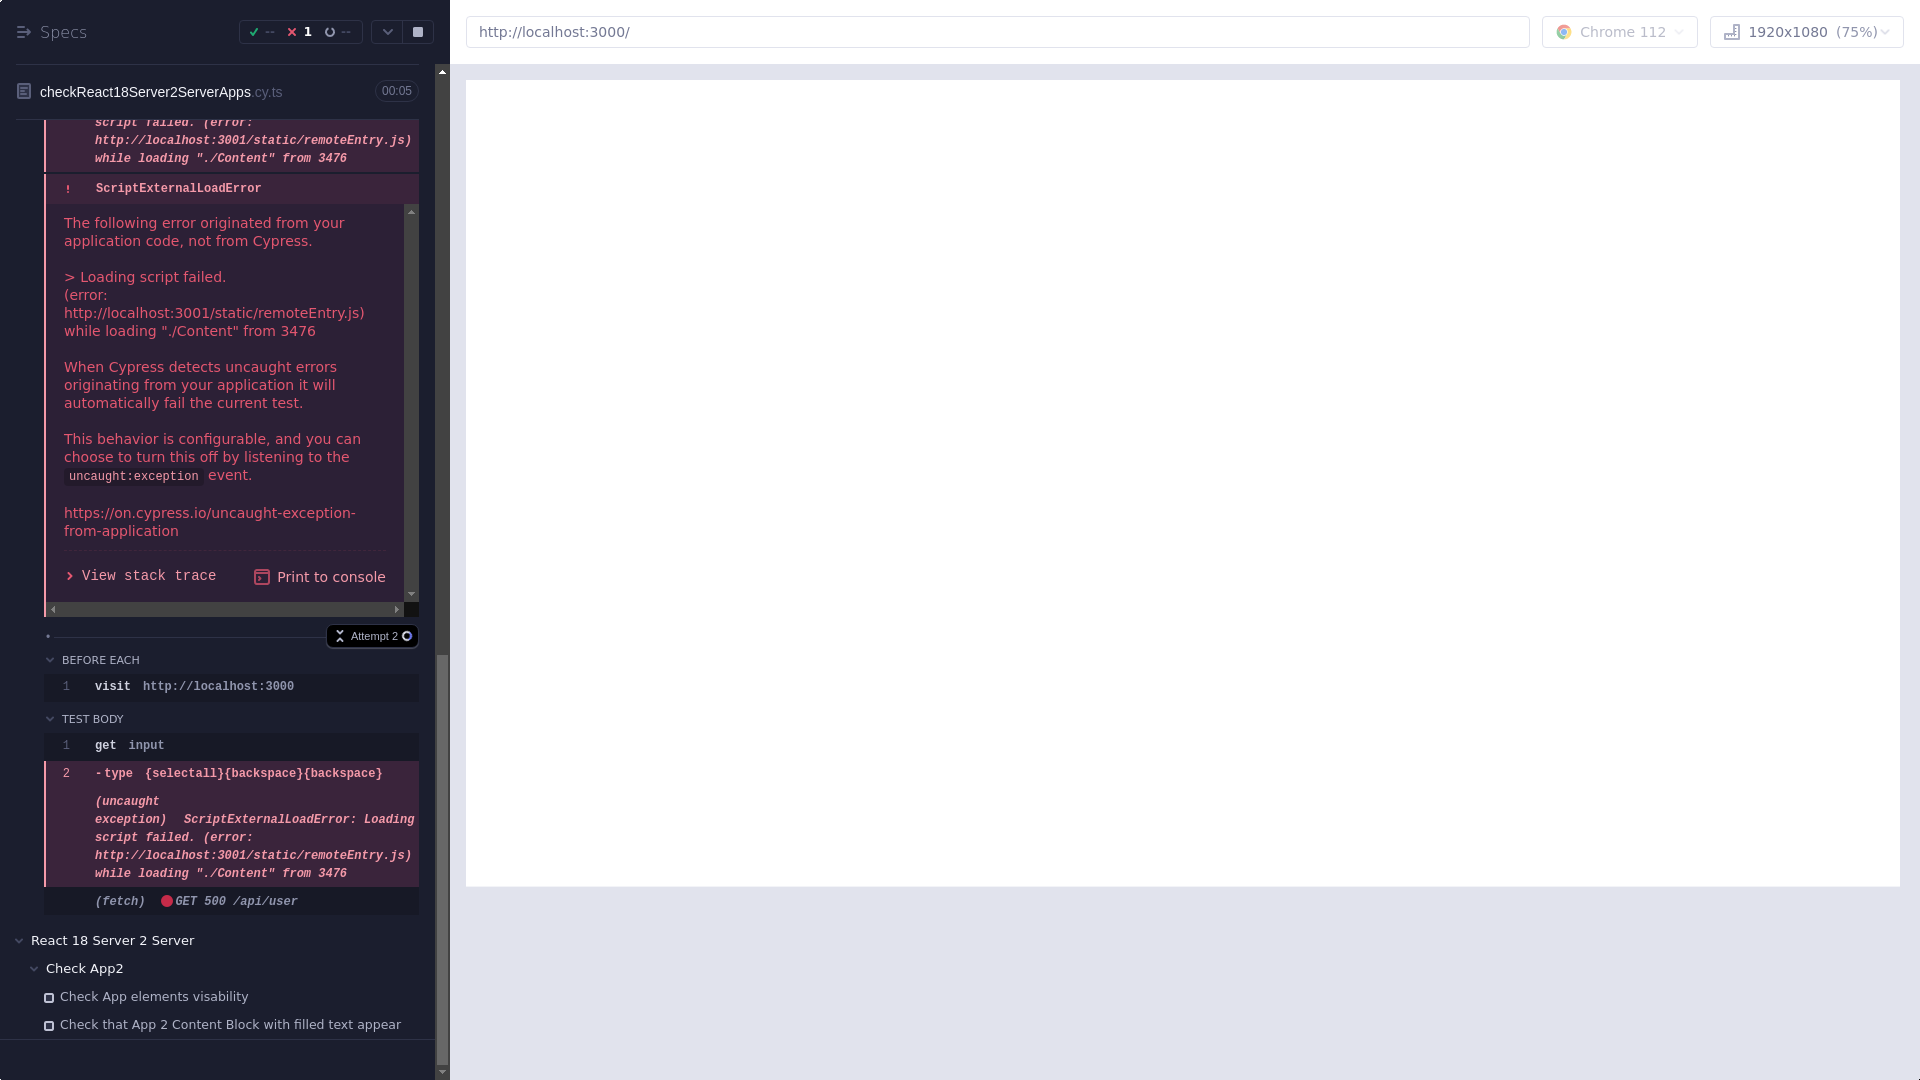 Specs
-- 1 --
http://localhost:3000/
Chrome 112
1920x1080 (75%)
checkReact18Server2ServerApps.cy.ts
00:05
script failed. (error:
http://localhost:3001/static/remoteEntry.js)
while loading "./Content" from 3476
! ScriptExternalLoadError
The following error originated from your
application code, not from Cypress.
> Loading script failed.
(error:
http://localhost:3001/static/remoteEntry.js)
while loading "./Content" from 3476
When Cypress detects uncaught errors
originating from your application it will
automatically fail the current test.
This behavior is configurable, and you can
choose to turn this off by listening to the
uncaught:exception event.
https://on.cypress.io/uncaught-exception-
from-application
View stack trace
Print to console
Attempt 2
BEFORE EACH
1 visit http://localhost:3000
TEST BODY
1 get input
2 -type {selectall}{backspace}{backspace}
(uncaught
exception) ScriptExternalLoadError: Loading
script failed. (error:
http://localhost:3001/static/remoteEntry.js)
while loading "./Content" from 3476
(fetch) GET 500 /api/user
React 18 Server 2 Server
Check App2
Check App elements visability
Check that App 2 Content Block with filled text appear